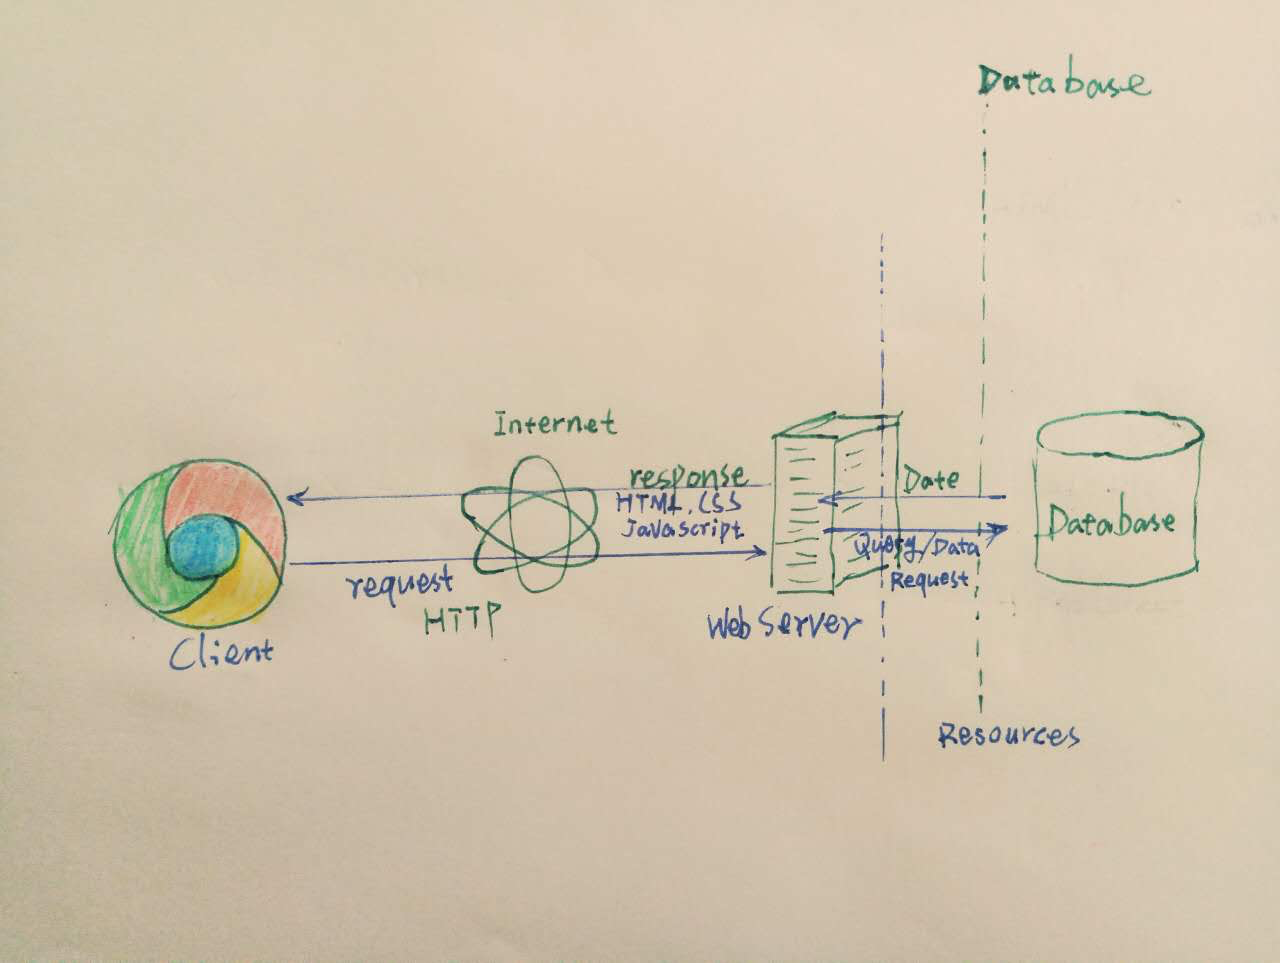 Database
Internet
response
HTML, CSS
Javascript
Date
Database
Query/Data
Request
request
HTTP
Web Server
Client
Resources